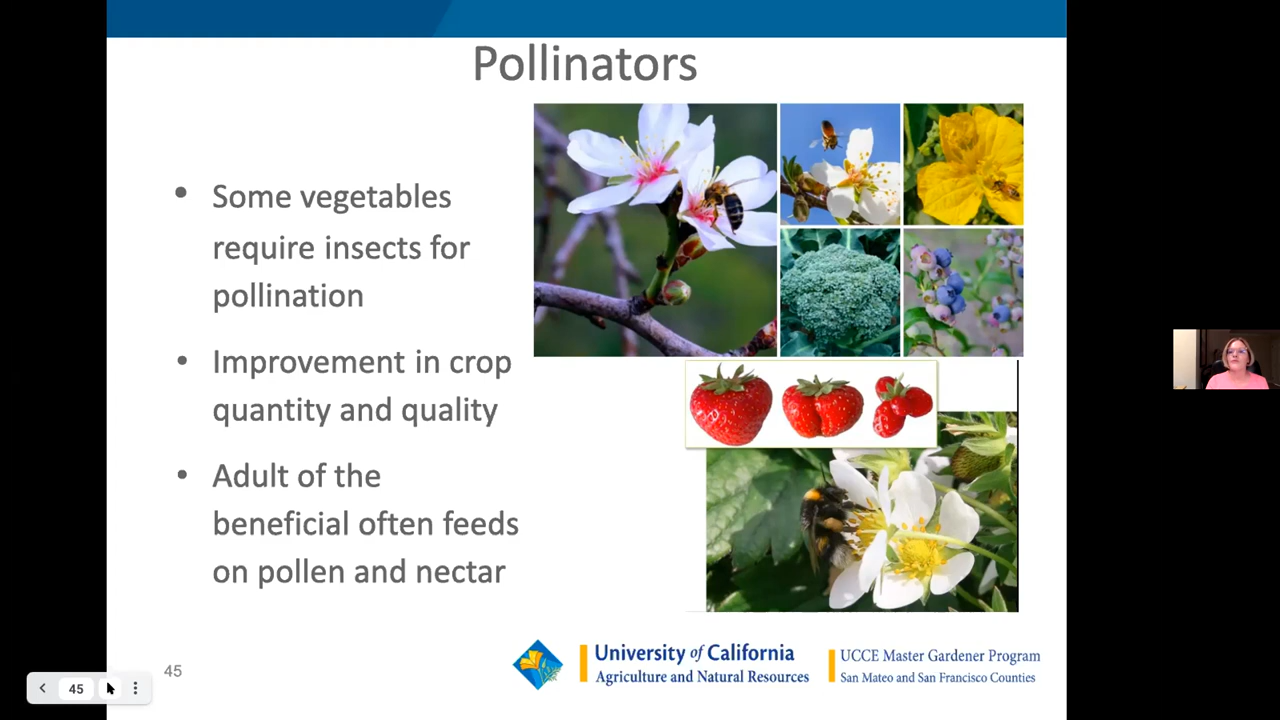 Pollinators
• Some vegetables
require insects for
pollination
• Improvement in crop
quantity and quality
• Adult of the
beneficial often feeds
on pollen and nectar
45
University of California
Agriculture and Natural Resources
UCCE Master Gardener Program
San Mateo and San Francisco Counties
45